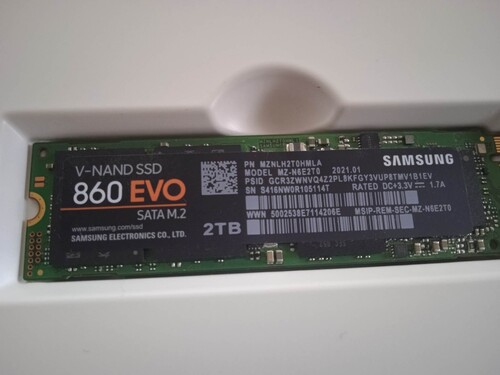 V-NAND SSD
860 EVO
SATA M.2
www.samsung.com/ssd
SAMSUNG ELECTRONICS CO., LTD.
2TB
PN MZNLH2T0HMLA
MODEL MZ-N6E2T0 2021.01
PSID GCR3ZWNVQ4Z2PL8KFGY3VUP8TMV1B1EV
SN S416NW0R105114T
RATED DC+3.3V 1.7A
WWN 5002538E7114206E
MSIP-REM-SEC-MZ-N6E2T0
SAMSUNG